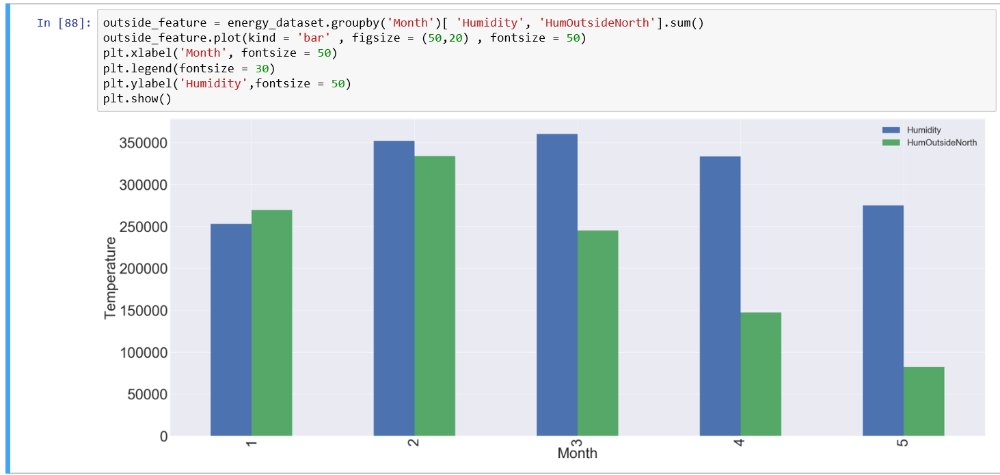 In [88]:
outside_feature = energy_dataset.groupby('Month')[ 'Humidity', 'HumOutsideNorth'].sum()
outside_feature.plot(kind = 'bar' , figsize = (50,20) , fontsize = 50)
plt.xlabel('Month', fontsize = 50)
plt.legend(fontsize = 30)
plt.ylabel('Humidity',fontsize = 50)
plt.show()
Humidity
HumOutsideNorth
350000
300000
250000
200000
150000
100000
50000
0
Temperature
1 2 3 4 5
Month